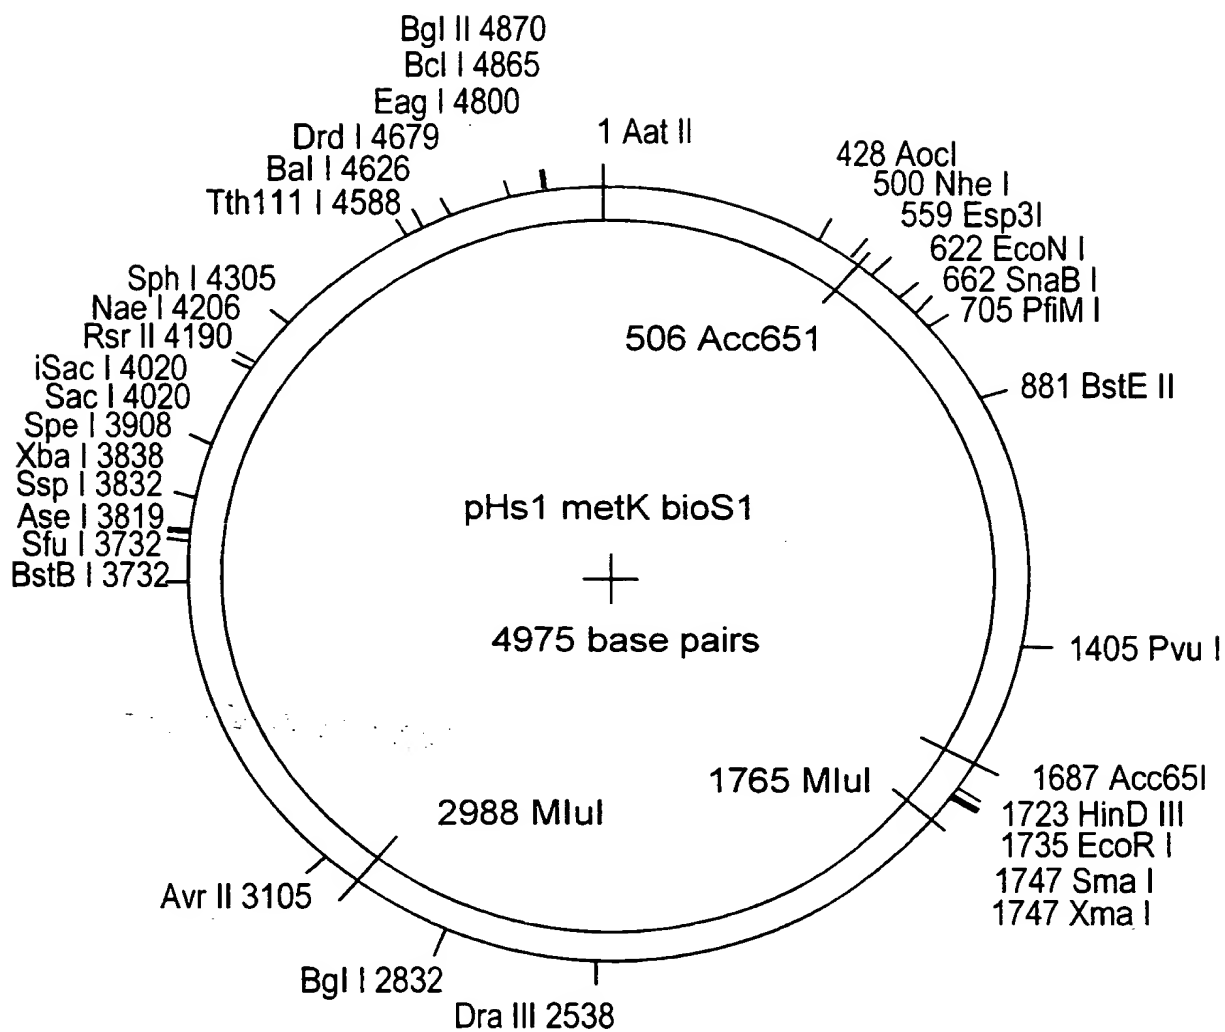 Bgl II 4870
Bcl I 4865
Eag I 4800
Drd I 4679
Bal I 4626
Tth111 I 4588
1 Aat II
428 AocI
500 Nhe I
559 Esp3I
622 EcoN I
662 SnaB I
705 PflM I
506 Acc651
881 BstE II
Sph I 4305
Nae I 4206
Rsr II 4190
iSac I 4020
Sac I 4020
Spe I 3908
Xba I 3838
Ssp I 3832
Ase I 3819
Sfu I 3732
BstB I 3732
pHs1 metK bioS1
4975 base pairs
1405 Pvu I
1765 MluI
1687 Acc65I
1723 HinD III
1735 EcoR I
1747 Sma I
1747 Xma I
2988 MluI
Avr II 3105
Bgl I 2832
Dra III 2538